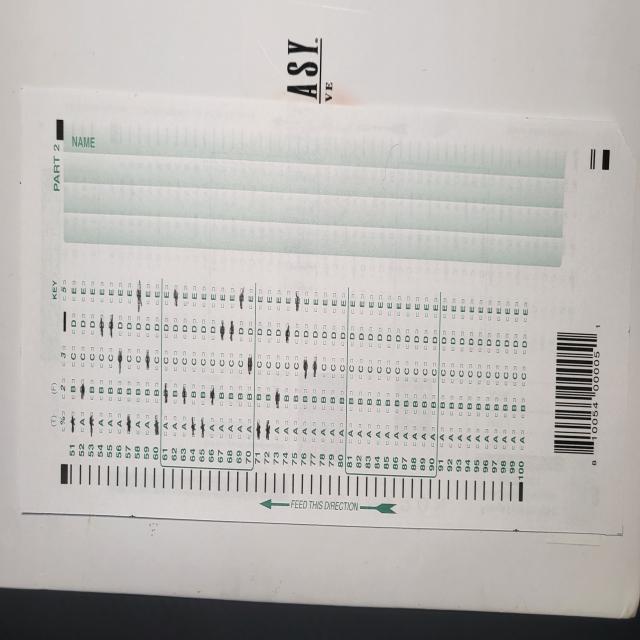 ASY.
VE
PART 2
NAME
KEY
(T) (F)
% 2 3 5
51 B C D E
52 A C D E
53 B C D E
54 A B C E
55 A B C E
56 A B D E
57 B C D E
58 A B C D
59 A B D E
60 B C D E
61 A C D E
62 A B C D
63 A C D E
64 B C D E
65 B C D E
66 A C D E
67 A B C E
68 A B C E
69 A B C D
70 A B D E
71 B C D E
72 B C D E
73 A C D E
74 A B C E
75 A B C D
76 A B D E
77 A B D E
78 A B C D E
79 A B C D E
80 A B C D E
81 A B C D E
82 A B C D E
83 A B C D E
84 A B C D E
85 A B C D E
86 A B C D E
87 A B C D E
88 A B C D E
89 A B C D E
90 A B C D E
91 A B C D E
92 A B C D E
93 A B C D E
94 A B C D E
95 A B C D E
96 A B C D E
97 A B C D E
98 A B C D E
99 A B C D E
100 A B C D E
FEED THIS DIRECTION
8 10054 00005 1